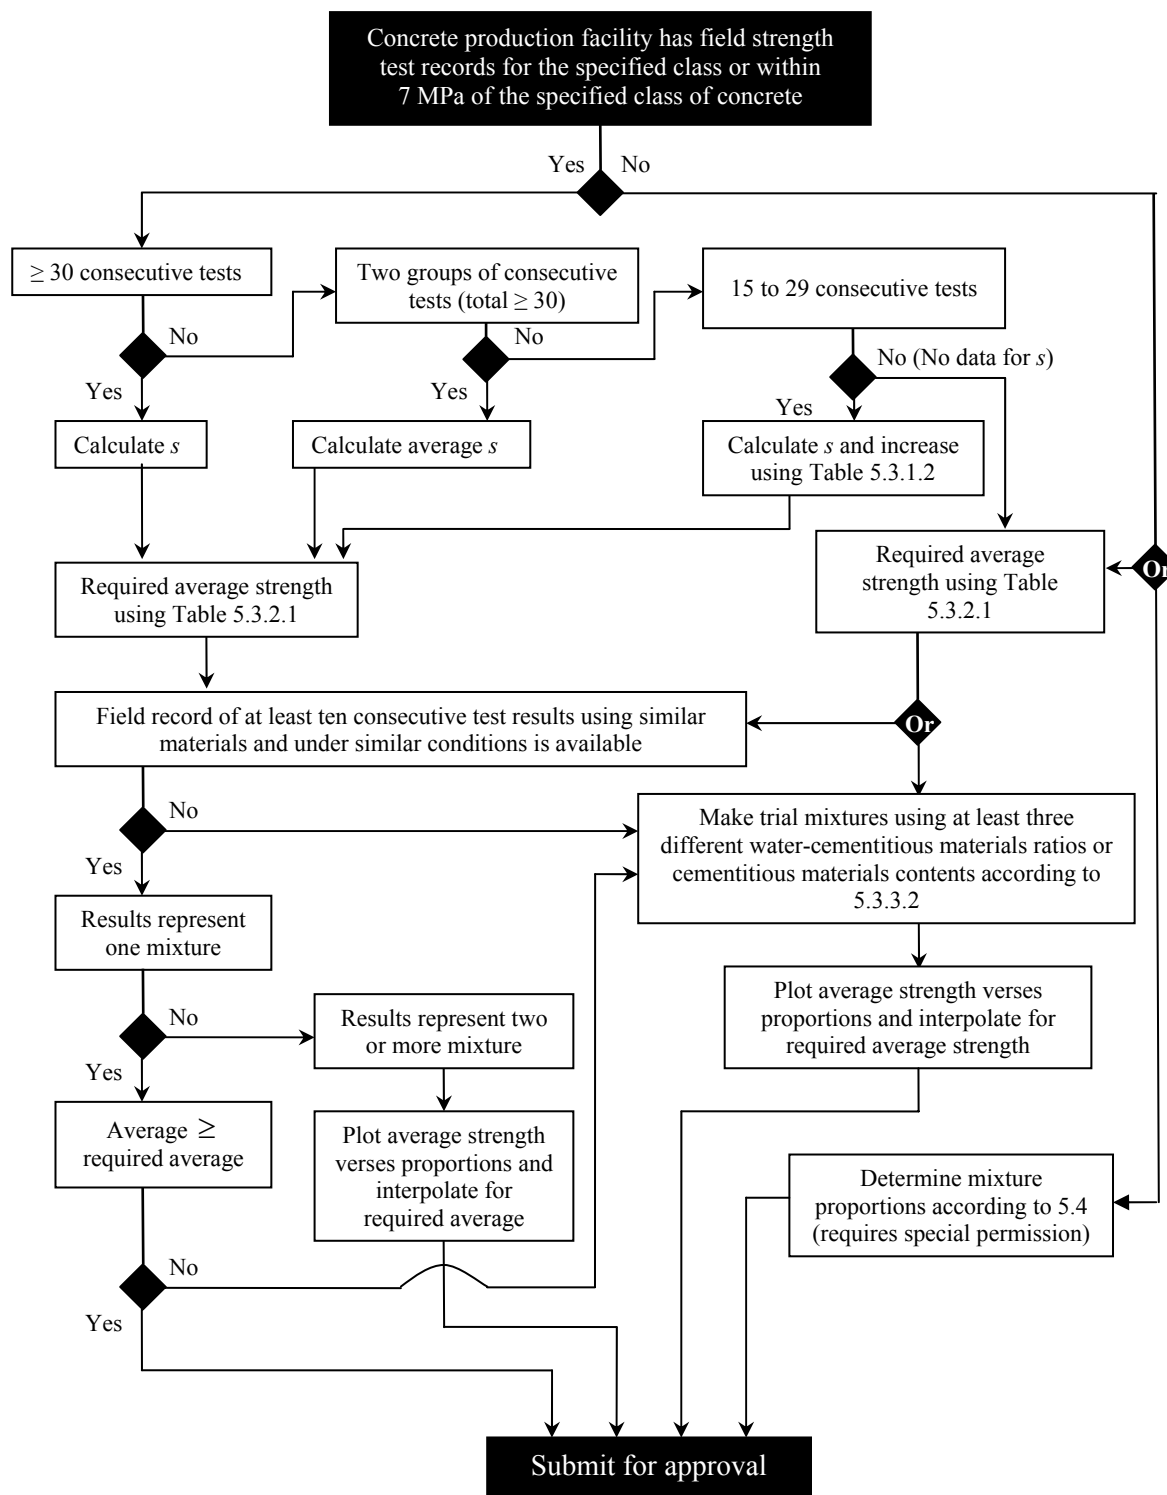 Concrete production facility has field strength
test records for the specified class or within
7 MPa of the specified class of concrete
Yes
No
≥ 30 consecutive tests
Two groups of consecutive
tests (total ≥ 30)
15 to 29 consecutive tests
No
No
No (No data for s)
Yes
Yes
Yes
Calculate s
Calculate average s
Calculate s and increase
using Table 5.3.1.2
Required average strength
using Table 5.3.2.1
Required average
strength using Table
5.3.2.1
Or
Field record of at least ten consecutive test results using similar
materials and under similar conditions is available
Or
No
Yes
Make trial mixtures using at least three
different water-cementitious materials ratios or
cementitious materials contents according to
5.3.3.2
Results represent
one mixture
No
Yes
Results represent two
or more mixture
Plot average strength verses
proportions and interpolate for
required average strength
Average ≥
required average
Plot average strength
verses proportions and
interpolate for
required average
Determine mixture
proportions according to 5.4
(requires special permission)
No
Yes
Submit for approval